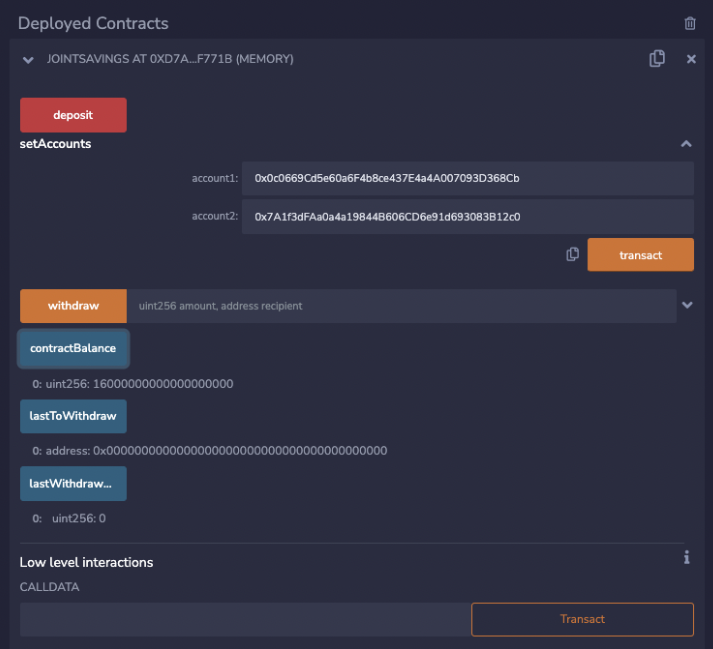 Deployed Contracts
JOINTSAVINGS AT 0XD7A...F771B (MEMORY)
deposit
setAccounts
account1: 0x0c0669Cd5e60a6F4b8ce437E4a4A007093D368Cb
account2: 0x7A1f3dFAa0a4a19844B606CD6e91d693083B12c0
transact
withdraw uint256 amount, address recipient
contractBalance
0: uint256: 16000000000000000000
lastToWithdraw
0: address: 0x0000000000000000000000000000000000000000
lastWithdraw...
0: uint256: 0
Low level interactions
CALLDATA
Transact